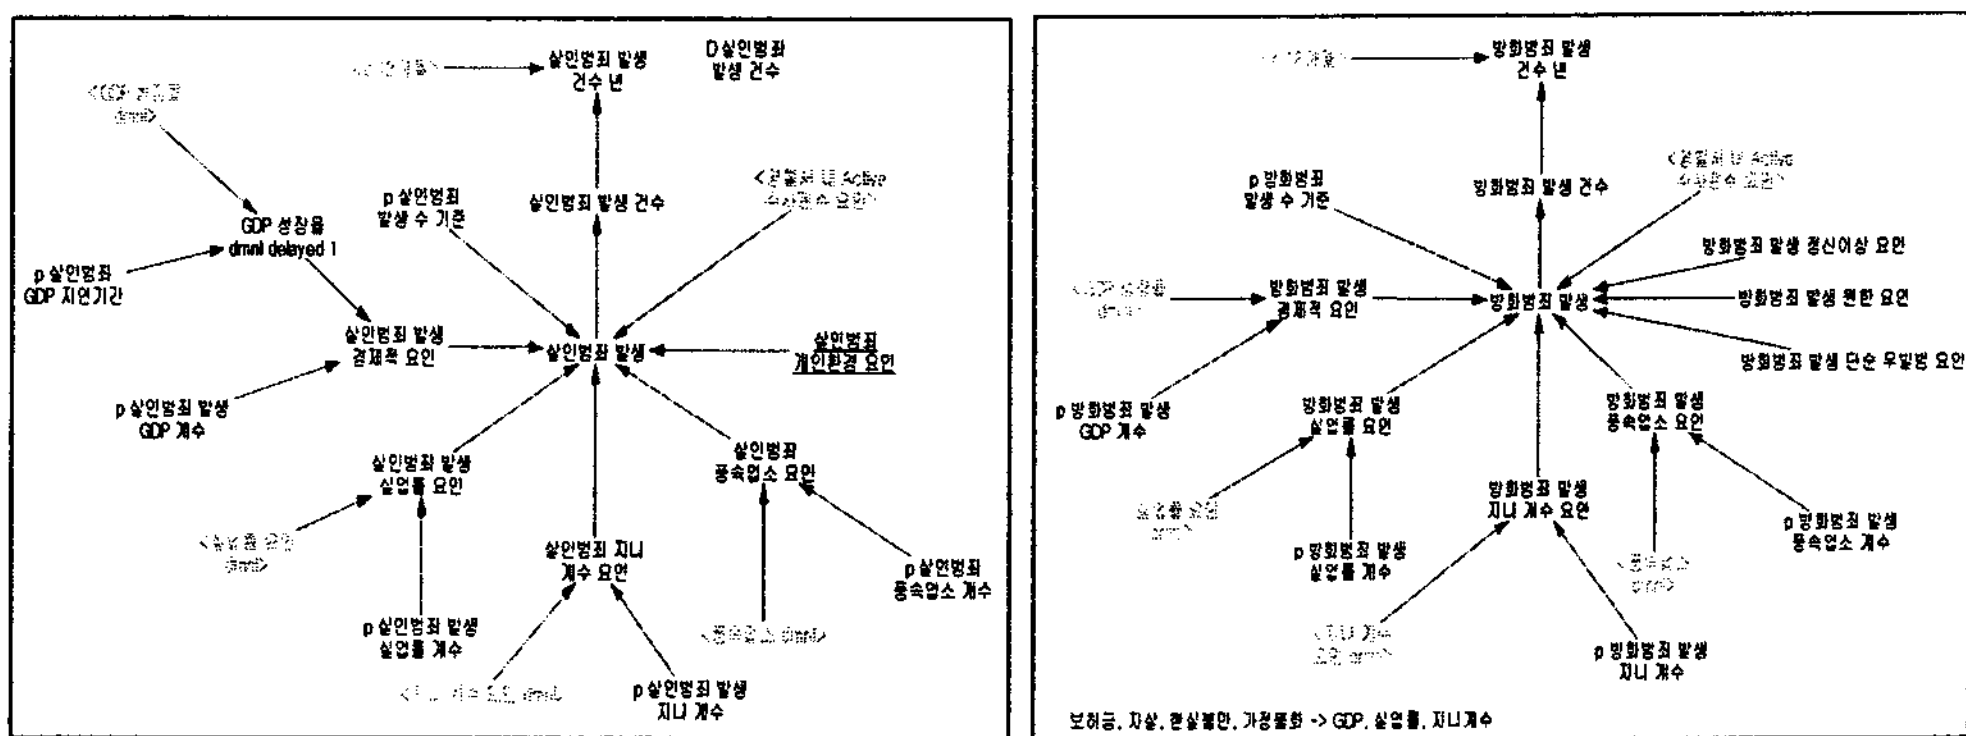 살인범죄 발생
건수 년
D 살인범죄
발생 건수
p 살인범죄
발생 수 기준
살인범죄 발생 건수
GDP 성장율
dmnl delayed 1
p 살인범죄
GDP 지연기간
살인범죄 발생
경제적 요인
살인범죄 발생
살인범죄
개인환경 요인
p 살인범죄 발생
GDP 계수
살인범죄 발생
실업률 요인
살인범죄
풍속업소 요인
살인범죄 지니
계수 요인
p 살인범죄
풍속업소 계수
p 살인범죄 발생
실업률 계수
p 살인범죄 발생
지니 계수
방화범죄 발생
건수 년
p 방화범죄
발생 수 기준
방화범죄 발생 건수
<경찰서 내 Active
방화범죄 발생 정신이상 요인
방화범죄 발생
경제적 요인
방화범죄 발생
방화범죄 발생 원한 요인
방화범죄 발생 단순 우발범 요인
p 방화범죄 발생
GDP 계수
방화범죄 발생
실업률 요인
방화범죄 발생
풍속업소 요인
방화범죄 발생
지니 계수 요인
p 방화범죄 발생
풍속업소 계수
p 방화범죄 발생
실업률 계수
p 방화범죄 발생
지니 계수
보험금, 자살, 현실불만, 가정불화 -> GDP, 실업률, 지니계수